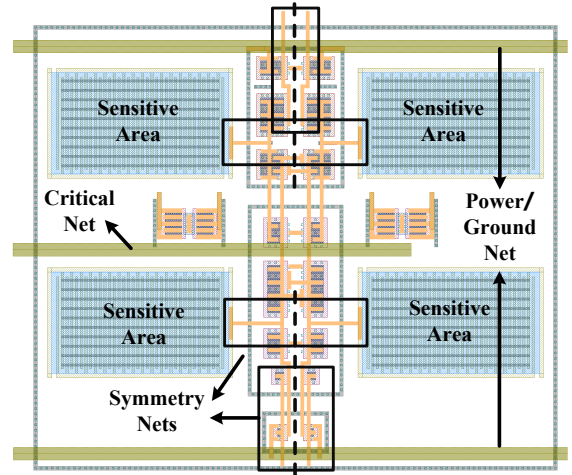 Sensitive
Area
Sensitive
Area
Critical
Net
Power/
Ground
Net
Sensitive
Area
Sensitive
Area
Symmetry
Nets